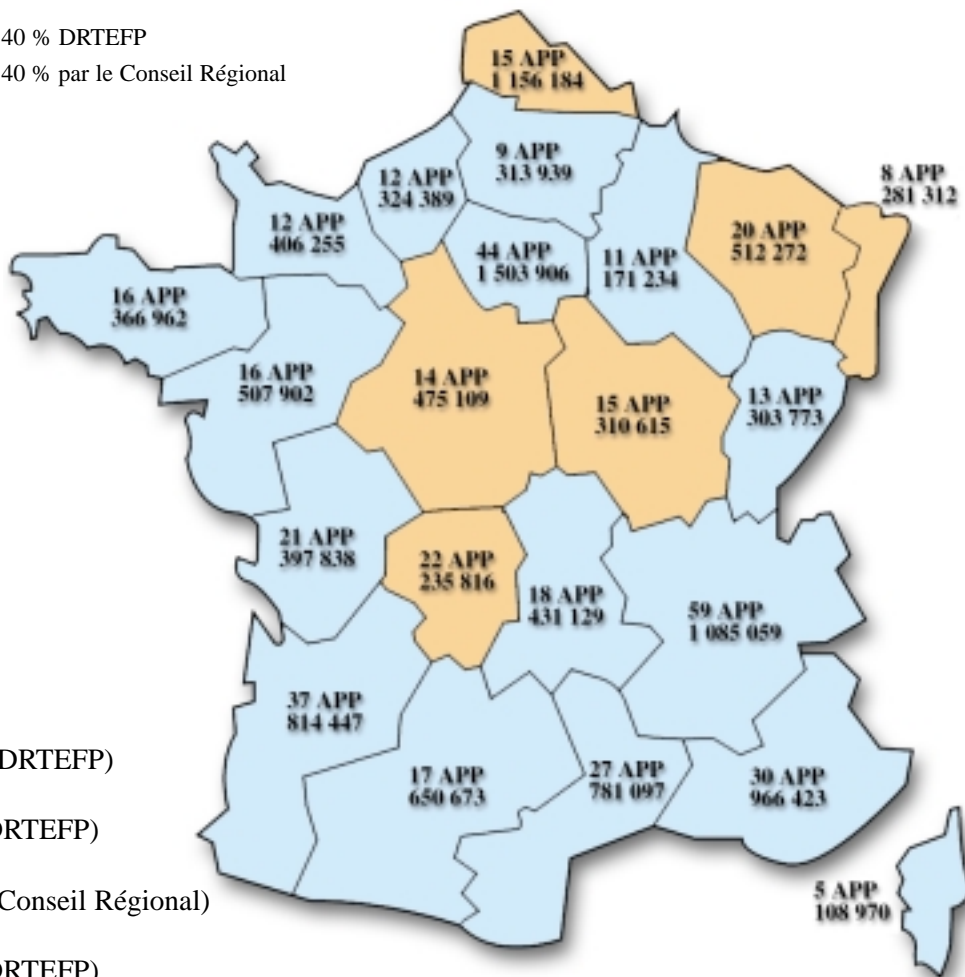 40 % DRTEFP
40 % par le Conseil Régional
15 APP
1 156 184
9 APP
313 939
8 APP
281 312
12 APP
324 389
12 APP
406 255
20 APP
512 272
44 APP
1 503 906
11 APP
171 234
16 APP
366 962
16 APP
507 902
14 APP
475 109
15 APP
310 615
13 APP
303 773
21 APP
397 838
22 APP
235 816
18 APP
431 129
59 APP
1 085 059
37 APP
814 447
17 APP
650 673
27 APP
781 097
30 APP
966 423
5 APP
108 970
DRTEFP)
DRTEFP)
Conseil Régional)
DRTEFP)